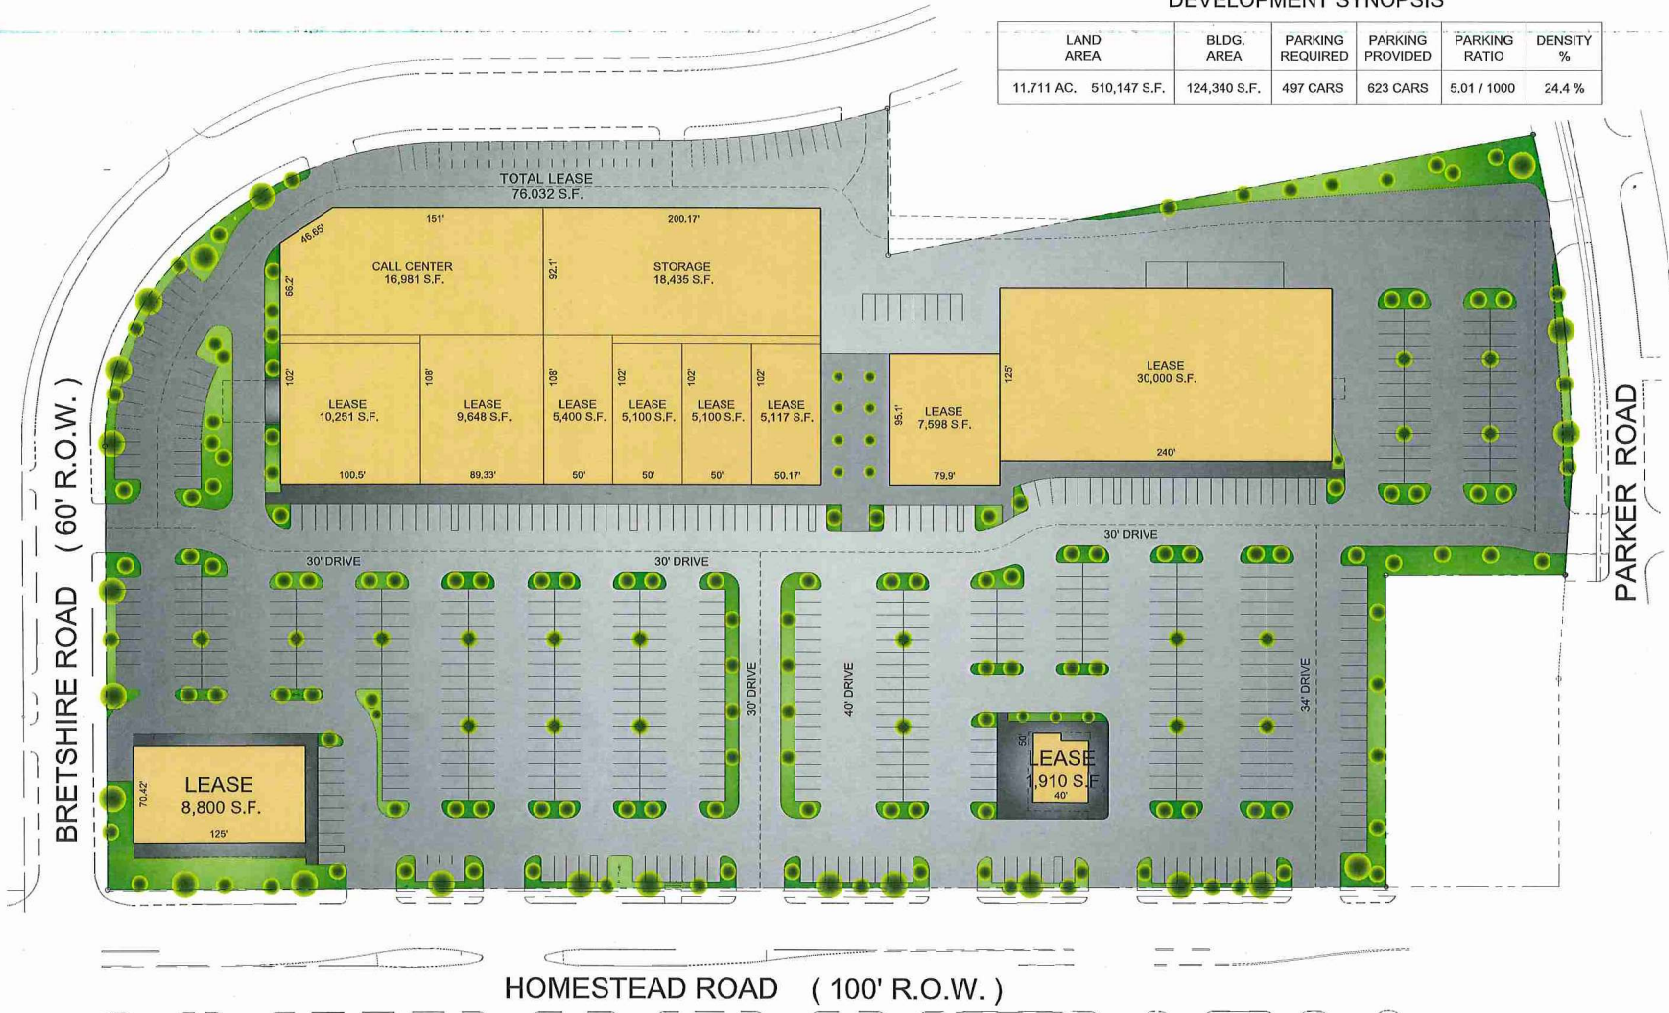 DEVELOPMENT SYNOPSIS
LAND AREA
BLDG. AREA
PARKING REQUIRED
PARKING PROVIDED
PARKING RATIO
DENSITY %
11.711 AC. 510,147 S.F.
124,340 S.F.
497 CARS
623 CARS
5.01 / 1000
24.4 %
TOTAL LEASE
76.032 S.F.
151'
200.17'
46.65'
66.2'
CALL CENTER
16,981 S.F.
92.1'
STORAGE
18,435 S.F.
102'
LEASE
10,251 S.F.
100.5'
108'
LEASE
9,648 S.F.
89.33'
108'
LEASE
5,400 S.F.
50'
102'
LEASE
5,100 S.F.
50'
102'
LEASE
5,100 S.F.
50'
102'
LEASE
5,117 S.F.
50.17'
95.1'
LEASE
7,598 S.F.
79.9'
125'
LEASE
30,000 S.F.
240'
30' DRIVE
30' DRIVE
30' DRIVE
30' DRIVE
40' DRIVE
34' DRIVE
70.42'
LEASE
8,800 S.F.
125'
50'
LEASE
1,910 S.F
40'
BRETSHIRE ROAD ( 60' R.O.W. )
PARKER ROAD
HOMESTEAD ROAD ( 100' R.O.W. )